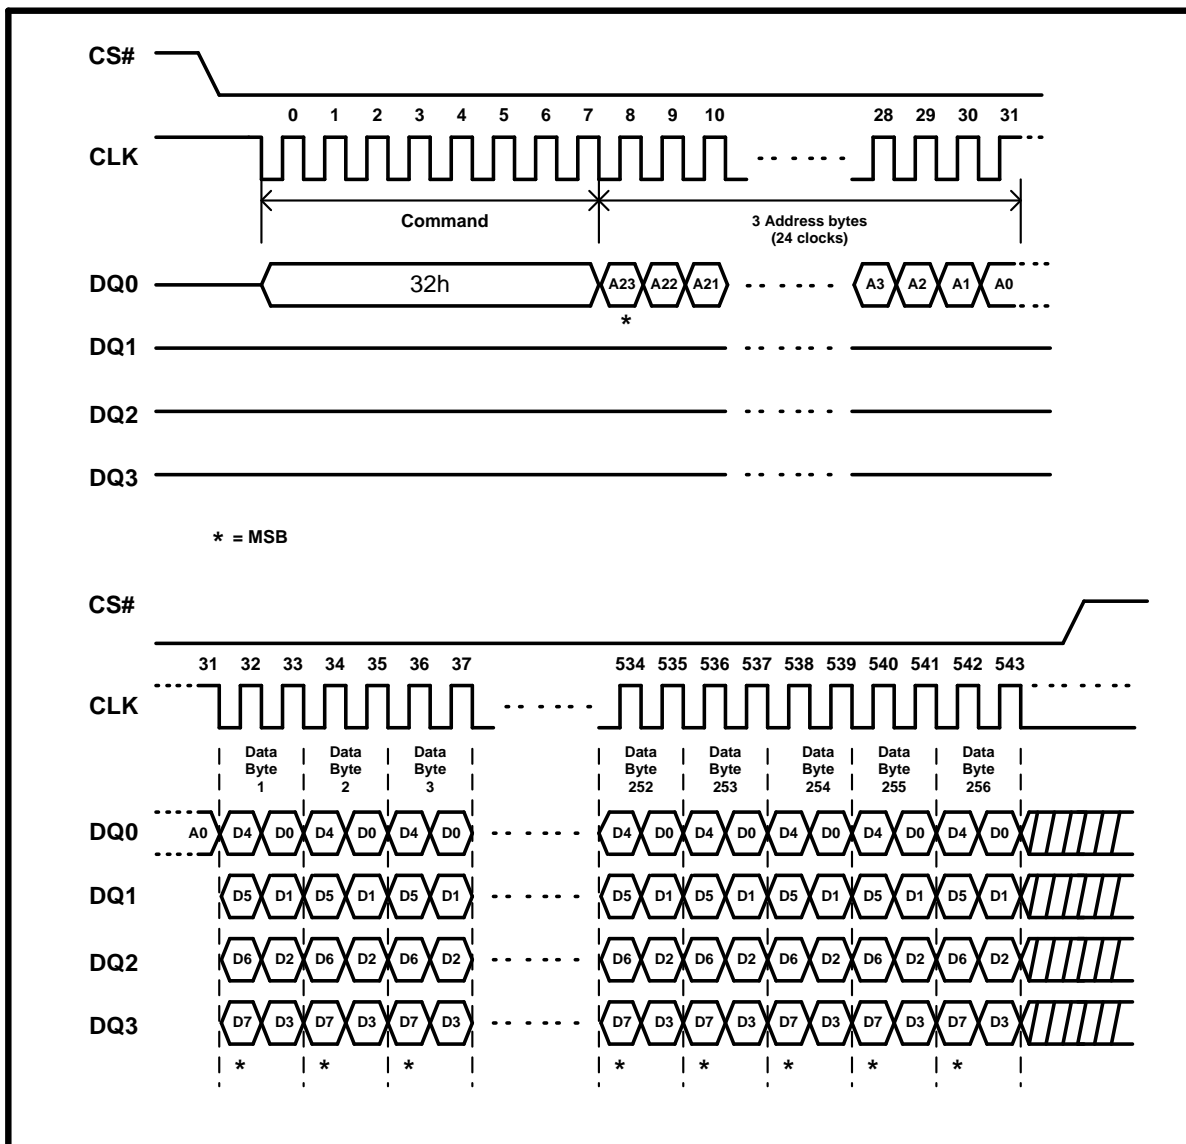 CS#
0 1 2 3 4 5 6 7 8 9 10 28 29 30 31
CLK
Command
3 Address bytes
(24 clocks)
DQ0 32h A23 A22 A21 A3 A2 A1 A0
*
DQ1
DQ2
DQ3
* = MSB
CS#
31 32 33 34 35 36 37 534 535 536 537 538 539 540 541 542 543
CLK
Data Data Data Data Data Data Data Data
Byte Byte Byte Byte Byte Byte Byte Byte
1 2 3 252 253 254 255 256
DQ0 A0 D4 D0 D4 D0 D4 D0 D4 D0 D4 D0 D4 D0 D4 D0 D4 D0
DQ1 D5 D1 D5 D1 D5 D1 D5 D1 D5 D1 D5 D1 D5 D1 D5 D1
DQ2 D6 D2 D6 D2 D6 D2 D6 D2 D6 D2 D6 D2 D6 D2 D6 D2
DQ3 D7 D3 D7 D3 D7 D3 D7 D3 D7 D3 D7 D3 D7 D3 D7 D3
* * * * * * * *